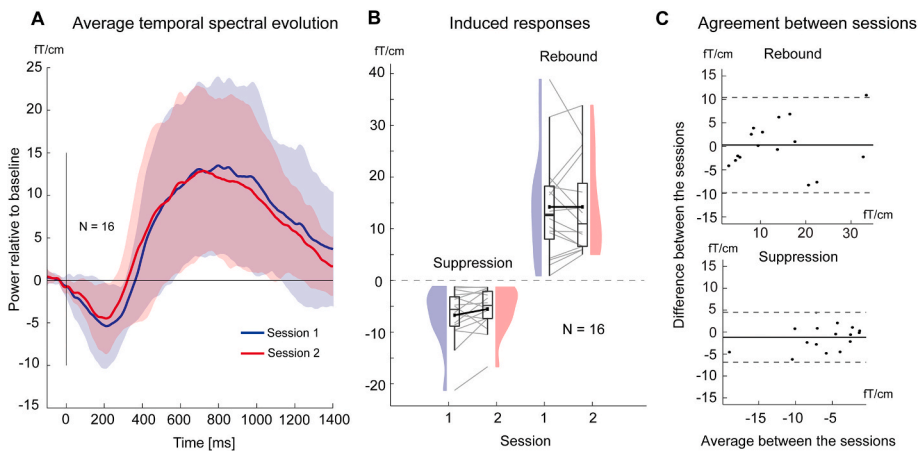 A
Average temporal spectral evolution
fT/cm
25
20
15
10
5
0
-5
-10
-15
Power relative to baseline
N = 16
Session 1
Session 2
0 200 400 600 800 1000 1200 1400
Time [ms]
B
Induced responses
fT/cm
Rebound
40
30
20
10
0
-10
-20
Suppression
N = 16
1 2 1 2
Session
C
Agreement between sessions
fT/cm
Rebound
15
10
5
0
-5
-10
-15
fT/cm
10 20 30
Difference between the sessions
Suppression
fT/cm
15
10
5
0
-5
-10
-15
fT/cm
-15 -10 -5
Average between the sessions